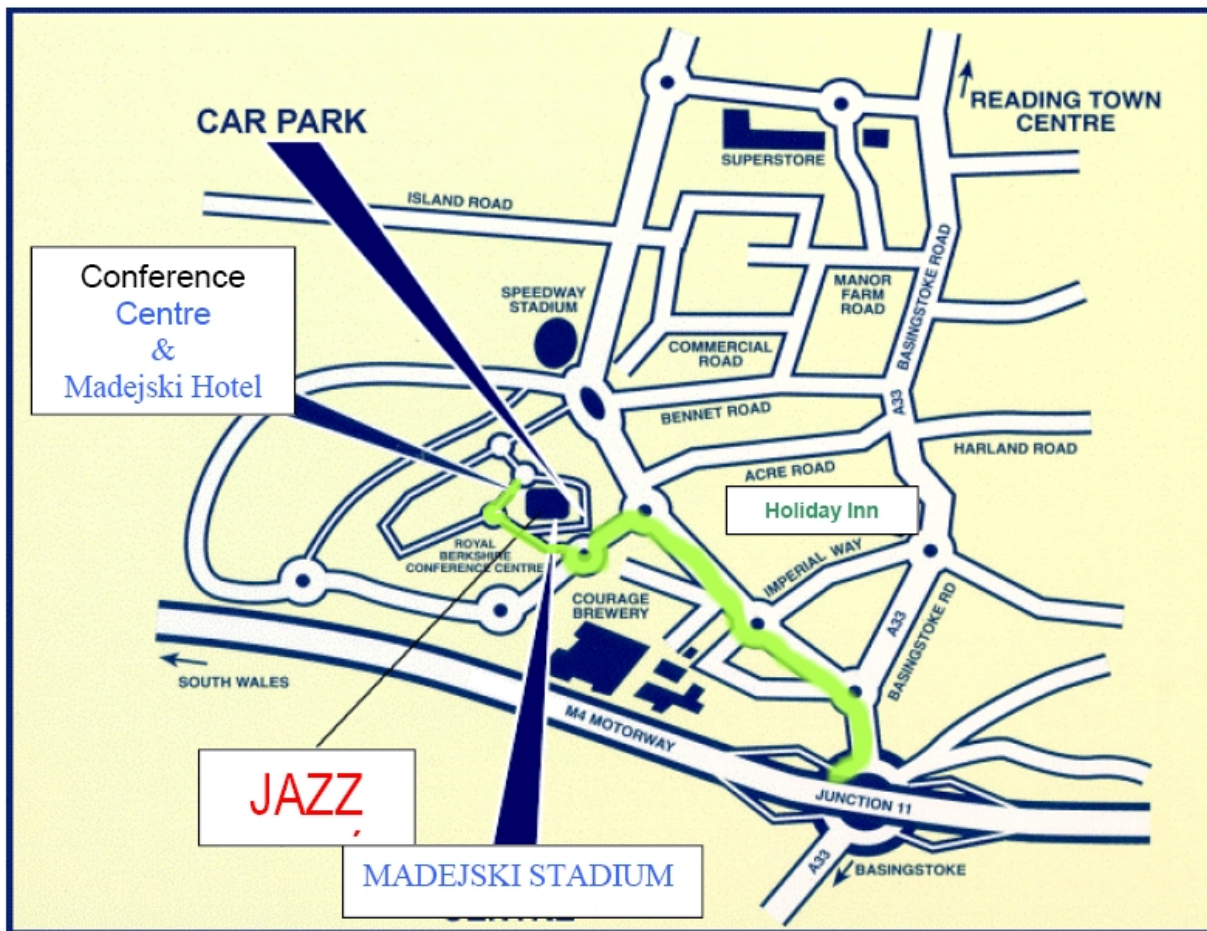 CAR PARK
READING TOWN
CENTRE
SUPERSTORE
ISLAND ROAD
Conference
Centre
&
Madejski Hotel
SPEEDWAY
STADIUM
MANOR
FARM
ROAD
BASINGSTOKE ROAD
COMMERCIAL
ROAD
BENNET ROAD
A33
HARLAND ROAD
ACRE ROAD
Holiday Inn
ROYAL
BERKSHIRE
CONFERENCE CENTRE
IMPERIAL WAY
COURAGE
BREWERY
A33
BASINGSTOKE RD
SOUTH WALES
M4 MOTORWAY
JAZZ
JUNCTION 11
MADEJSKI STADIUM
A33
BASINGSTOKE